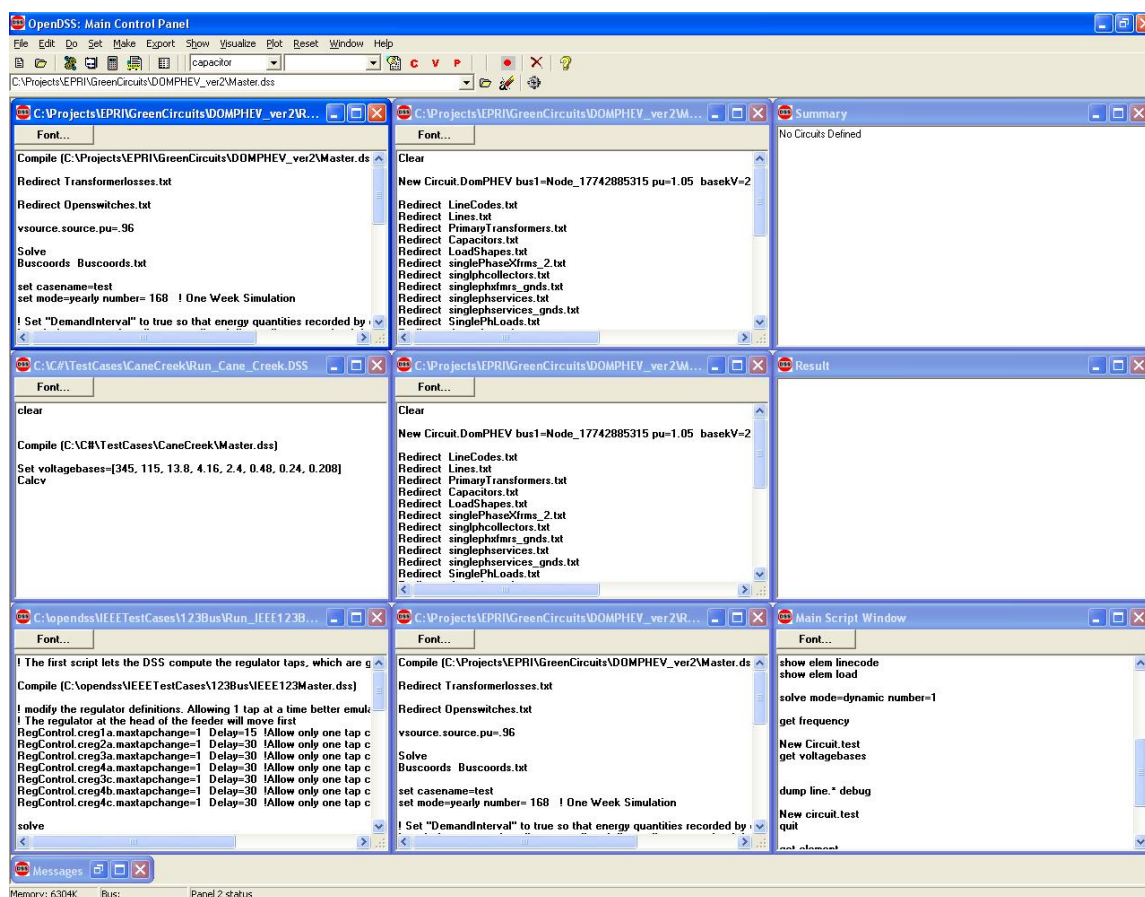 OpenDSS: Main Control Panel
File Edit Do Set Make Export Show Visualize Plot Reset Window Help
capacitor C V P
C:\Projects\EPRI\GreenCircuits\DOMPHEV_ver2\Master.dss
C:\Projects\EPRI\GreenCircuits\DOMPHEV_ver2\R...
Font...
Compile (C:\Projects\EPRI\GreenCircuits\DOMPHEV_ver2\Master.ds
Redirect Transformerlosses.txt
Redirect Openswitches.txt
vsource.source.pu=.96
Solve
Buscoords Buscoords.txt
set casename=test
set mode=yearly number= 168 ! One Week Simulation
! Set "DemandInterval" to true so that energy quantities recorded by
C:\Projects\EPRI\GreenCircuits\DOMPHEV_ver2\M...
Font...
Clear
New Circuit.DomPHEV bus1=Node_17742885315 pu=1.05 basekV=2
Redirect LineCodes.txt
Redirect Lines.txt
Redirect PrimaryTransformers.txt
Redirect Capacitors.txt
Redirect LoadShapes.txt
Redirect singlePhaseXfrms_2.txt
Redirect singlphcollectors.txt
Redirect singlephxfmrs_gnds.txt
Redirect singlephservices.txt
Redirect singlephservices_gnds.txt
Redirect SinglePhLoads.txt
Summary
No Circuits Defined
C:\C#\TestCases\CaneCreek\Run_Cane_Creek.DSS
Font...
clear
Compile (C:\C#\TestCases\CaneCreek\Master.dss)
Set voltagebases=[345, 115, 13.8, 4.16, 2.4, 0.48, 0.24, 0.208]
Calcv
C:\Projects\EPRI\GreenCircuits\DOMPHEV_ver2\M...
Font...
Clear
New Circuit.DomPHEV bus1=Node_17742885315 pu=1.05 basekV=2
Redirect LineCodes.txt
Redirect Lines.txt
Redirect PrimaryTransformers.txt
Redirect Capacitors.txt
Redirect LoadShapes.txt
Redirect singlePhaseXfrms_2.txt
Redirect singlphcollectors.txt
Redirect singlephxfmrs_gnds.txt
Redirect singlephservices.txt
Redirect singlephservices_gnds.txt
Redirect SinglePhLoads.txt
Result
C:\opendss\IEEETestCases\123Bus\Run_IEEE123B...
Font...
! The first script lets the DSS compute the regulator taps, which are g
Compile (C:\opendss\IEEETestCases\123Bus\IEEE123Master.dss)
! modify the regulator definitions. Allowing 1 tap at a time better emula
! The regulator at the head of the feeder will move first
RegControl.creg1a.maxtapchange=1 Delay=15 !Allow only one tap c
RegControl.creg2a.maxtapchange=1 Delay=30 !Allow only one tap c
RegControl.creg3a.maxtapchange=1 Delay=30 !Allow only one tap c
RegControl.creg4a.maxtapchange=1 Delay=30 !Allow only one tap c
RegControl.creg3c.maxtapchange=1 Delay=30 !Allow only one tap c
RegControl.creg4b.maxtapchange=1 Delay=30 !Allow only one tap c
RegControl.creg4c.maxtapchange=1 Delay=30 !Allow only one tap c
solve
C:\Projects\EPRI\GreenCircuits\DOMPHEV_ver2\R...
Font...
Compile (C:\Projects\EPRI\GreenCircuits\DOMPHEV_ver2\Master.ds
Redirect Transformerlosses.txt
Redirect Openswitches.txt
vsource.source.pu=.96
Solve
Buscoords Buscoords.txt
set casename=test
set mode=yearly number= 168 ! One Week Simulation
! Set "DemandInterval" to true so that energy quantities recorded by
Main Script Window
Font...
show elem linecode
show elem load
solve mode=dynamic number=1
get frequency
New Circuit.test
get voltagebases
dump line.* debug
New circuit.test
quit
get element
Messages
Memory: 6304K Bus: Panel 2 status